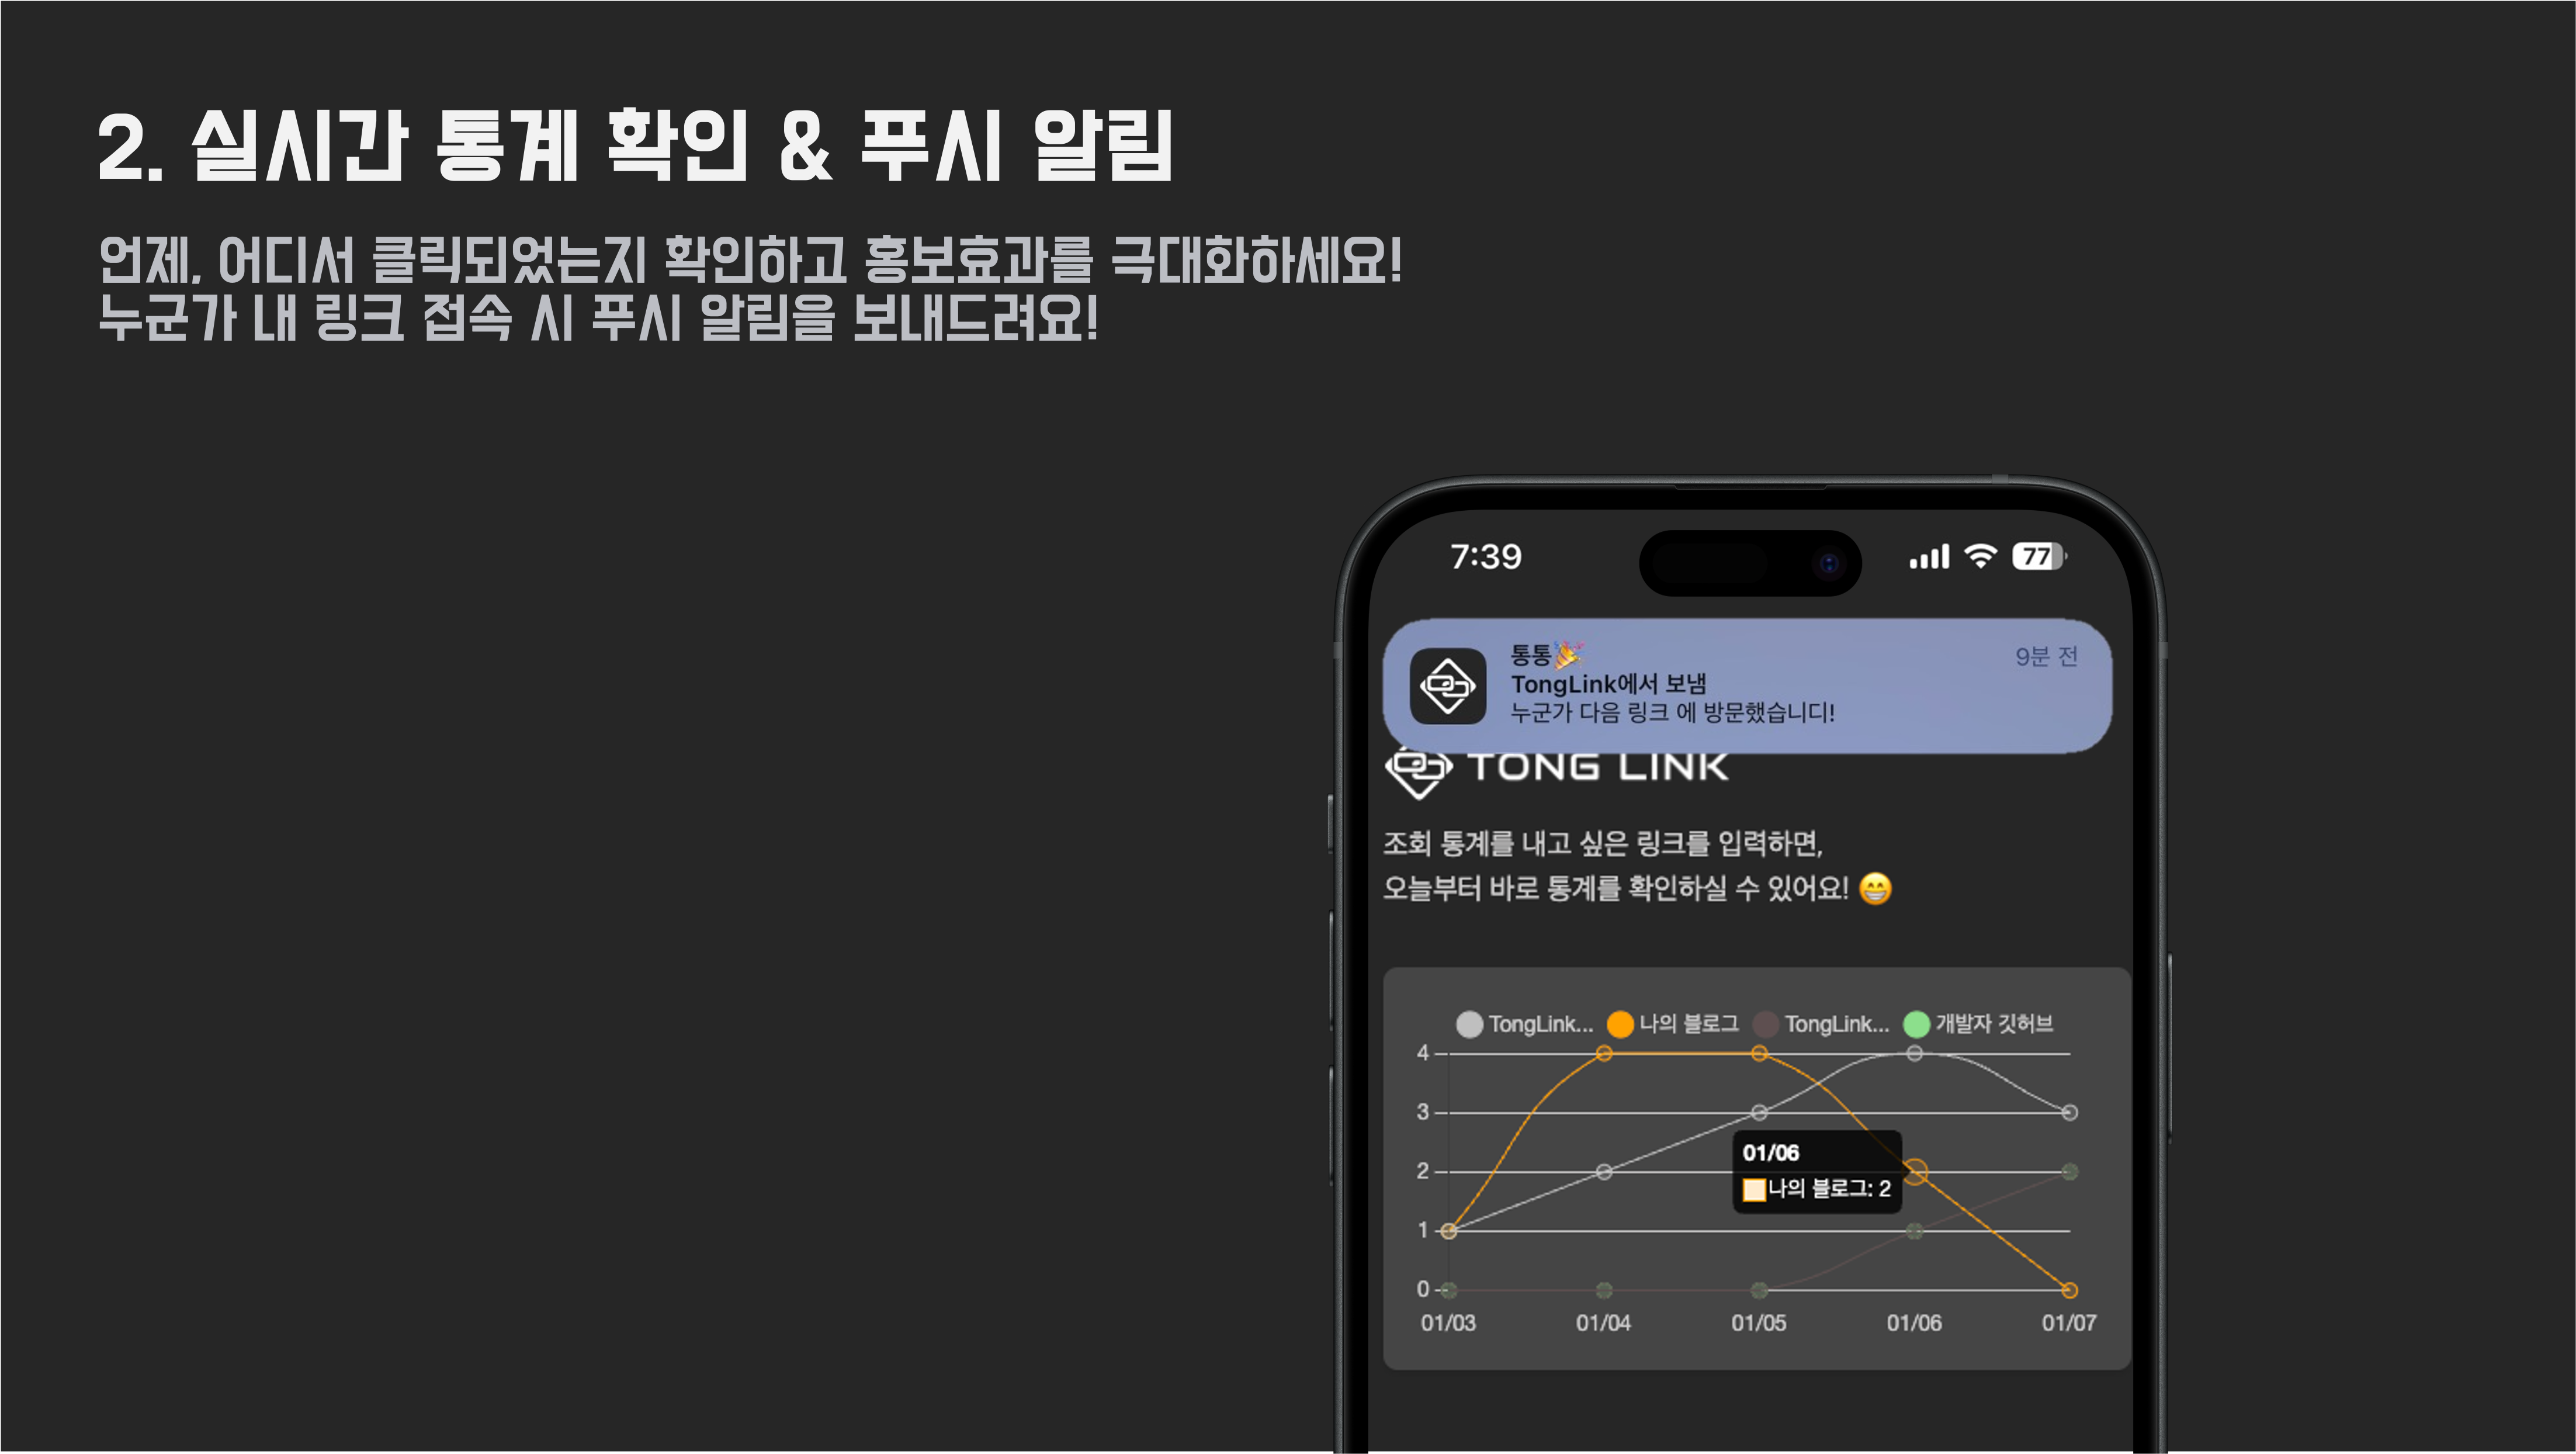 2. 실시간 통계 확인 & 푸시 알림
언제, 어디서 클릭되었는지 확인하고 홍보효과를 극대화하세요!
누군가 내 링크 접속 시 푸시 알림을 보내드려요!
7:39
77
통통🎉
9분 전
TongLink에서 보냄
누군가 다음 링크 에 방문했습니디!
TONG LINK
조회 통계를 내고 싶은 링크를 입력하면,
오늘부터 바로 통계를 확인하실 수 있어요! 😁
TongLink... 나의 블로그 TongLink... 개발자 깃허브
4
3
2
1
0
01/06
나의 블로그: 2
01/03 01/04 01/05 01/06 01/07